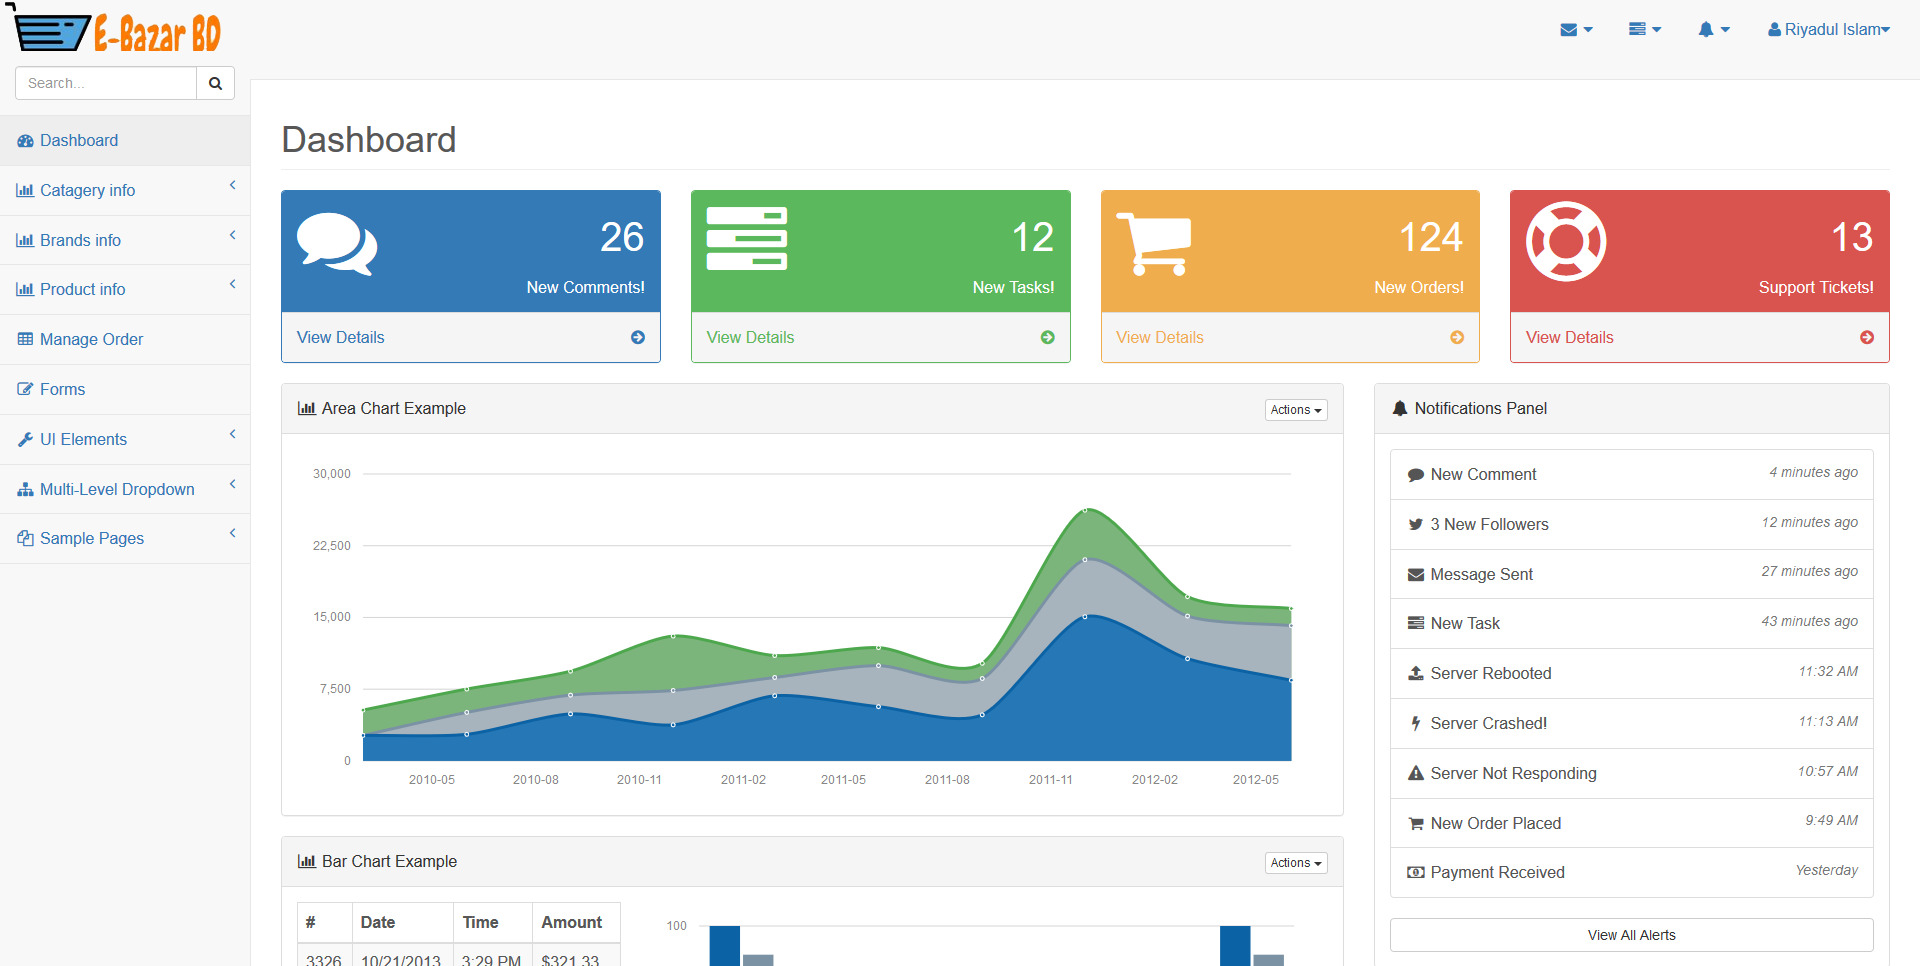 E-Bazar BD
Riyadul Islam
Search...
Dashboard
Catagery info
Brands info
Product info
Manage Order
Forms
UI Elements
Multi-Level Dropdown
Sample Pages
Dashboard
26
New Comments!
View Details
12
New Tasks!
View Details
124
New Orders!
View Details
13
Support Tickets!
View Details
Area Chart Example
Actions
30,000
22,500
15,000
7,500
0
2010-05 2010-08 2010-11 2011-02 2011-05 2011-08 2011-11 2012-02 2012-05
Bar Chart Example
Actions
# Date Time Amount
3326 10/21/2013 3:29 PM $321.33
100
Notifications Panel
New Comment 4 minutes ago
3 New Followers 12 minutes ago
Message Sent 27 minutes ago
New Task 43 minutes ago
Server Rebooted 11:32 AM
Server Crashed! 11:13 AM
Server Not Responding 10:57 AM
New Order Placed 9:49 AM
Payment Received Yesterday
View All Alerts